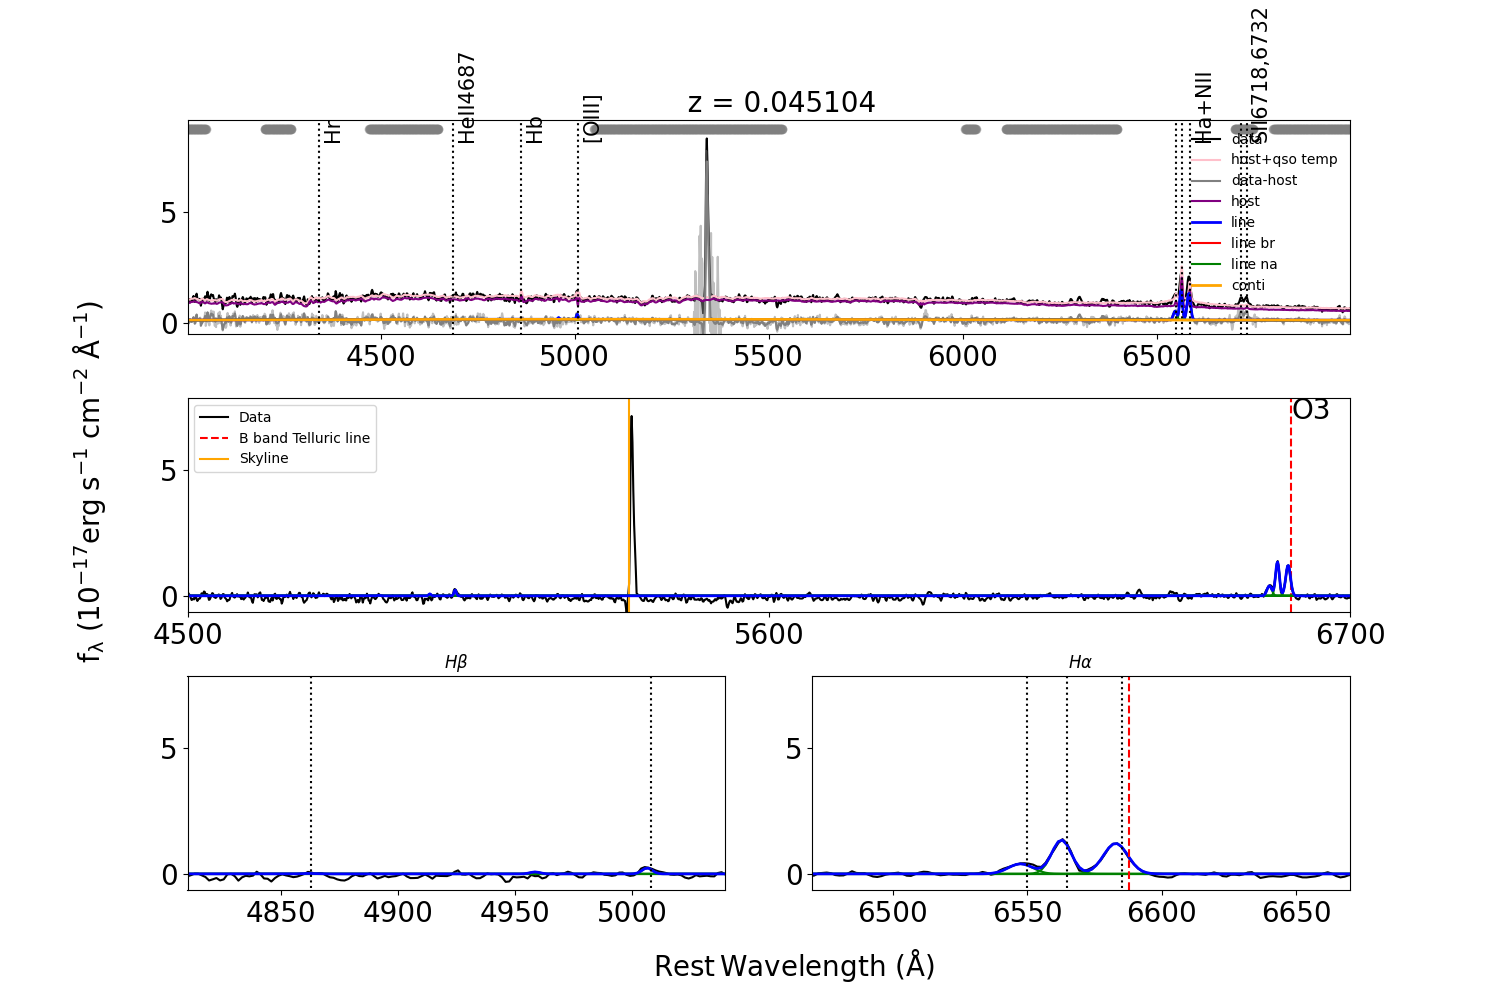 z = 0.045104
Hr
HeII4687
Hb
[OIII]
Ha+NII
SII6718,6732
data
host+qso temp
data-host
host
line
line br
line na
conti
5
0
4500 5000 5500 6000 6500
fλ (10⁻¹⁷erg s⁻¹ cm⁻² Å⁻¹)
Data
B band Telluric line
Skyline
O3
5
0
4500 5600 6700
Hβ
5
0
4850 4900 4950 5000
Hα
5
0
6500 6550 6600 6650
Rest Wavelength (Å)